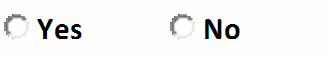 Yes No